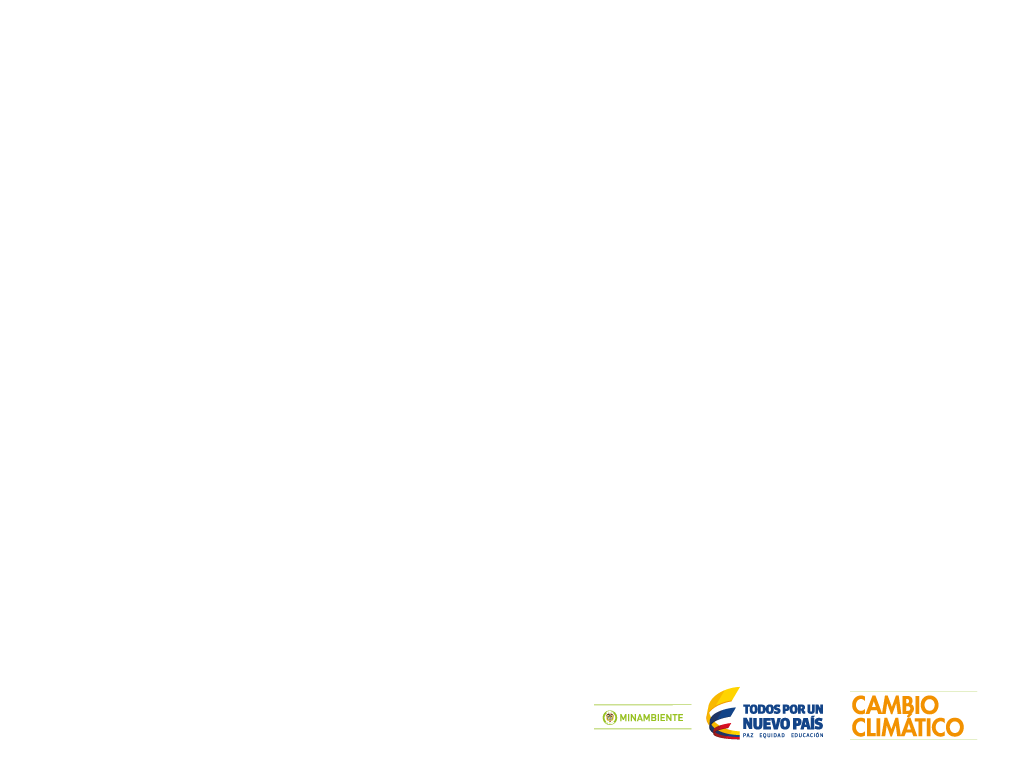 MINAMBIENTE
TODOS POR UN
NUEVO PAÍS
PAZ EQUIDAD EDUCACIÓN
CAMBIO
CLIMÁTICO